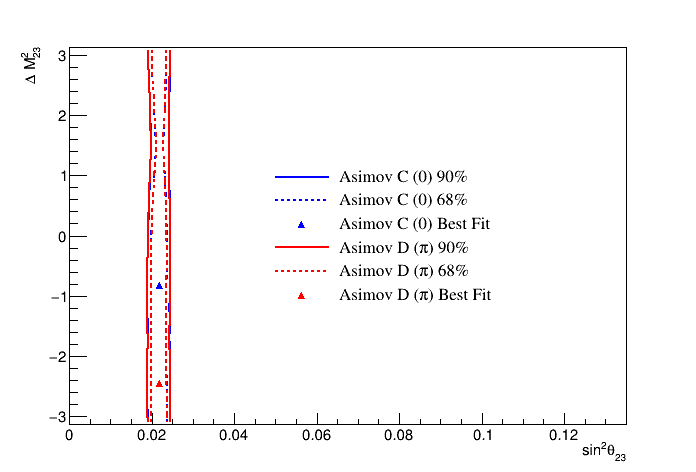 Δ M²₂₃
3
2
1
0
−1
−2
−3
Asimov C (0) 90%
Asimov C (0) 68%
Asimov C (0) Best Fit
Asimov D (π) 90%
Asimov D (π) 68%
Asimov D (π) Best Fit
0 0.02 0.04 0.06 0.08 0.1 0.12
sin²θ₂₃